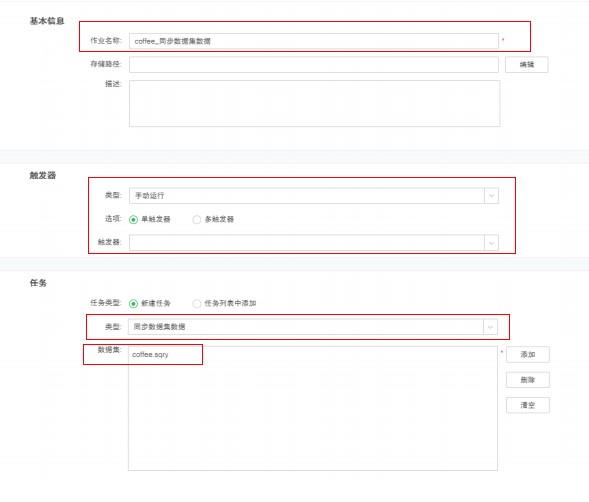 基本信息
作业名称: coffee_同步数据集数据 *
存储路径: 编辑
描述:
触发器
类型: 手动运行
选项: 单触发器 多触发器
触发器:
任务
任务类型: 新建任务 任务列表中添加
类型: 同步数据集数据
数据集: coffee.sqry * 添加
删除
清空